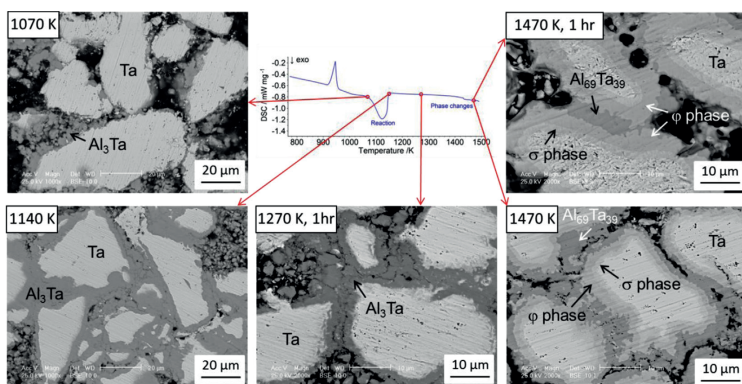 1070 K
Ta
Al₃Ta
20 µm
↓ exo
DSC / mW mg⁻¹
-0.2
-0.4
-0.6
-0.8
-1.0
-1.2
-1.4
Reaction
Phase changes
800 900 1000 1100 1200 1300 1400 1500
Temperature /K
1470 K, 1 hr
Ta
Al₆₉Ta₃₉
φ phase
σ phase
10 µm
1140 K
Ta
Al₃Ta
20 µm
1270 K, 1hr
Al₃Ta
Ta
10 µm
1470 K
Al₆₉Ta₃₉
Ta
σ phase
φ phase
10 µm